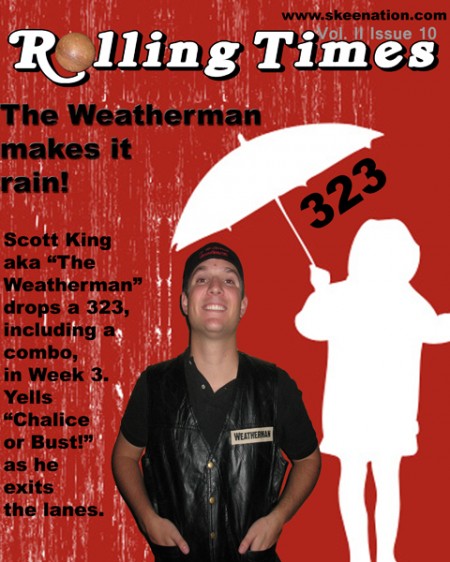 www.skeenation.com
Vol. II Issue 10
Rolling Times
The Weatherman
makes it
rain!
323
Scott King
aka “The
Weatherman”
drops a 323,
including a
combo,
in Week 3.
Yells
“Chalice
or Bust!”
as he
exits
the lanes.
WEATHERMAN